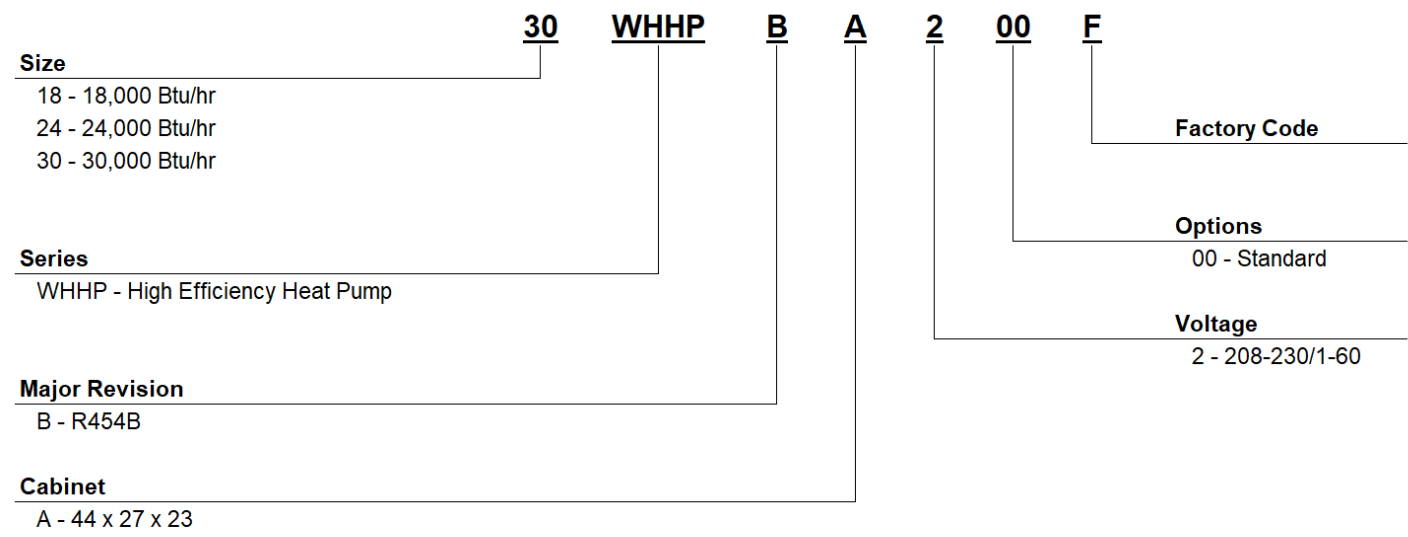 30 WHHP B A 2 00 F
Size
18 - 18,000 Btu/hr
24 - 24,000 Btu/hr
30 - 30,000 Btu/hr
Series
WHHP - High Efficiency Heat Pump
Major Revision
B - R454B
Cabinet
A - 44 x 27 x 23
Factory Code
Options
00 - Standard
Voltage
2 - 208-230/1-60